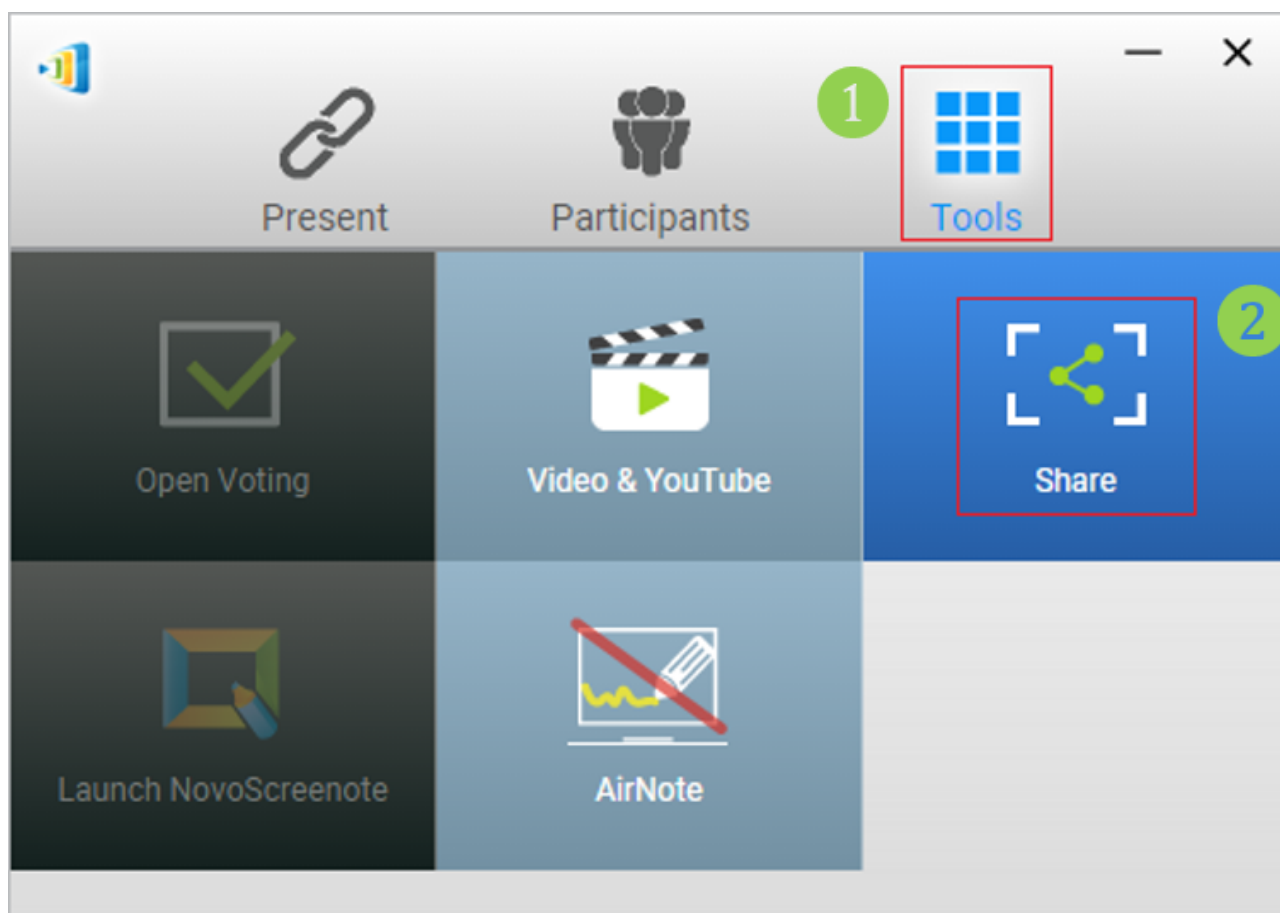 1
Present Participants Tools
2
Open Voting Video & YouTube Share
Launch NovoScreenote AirNote